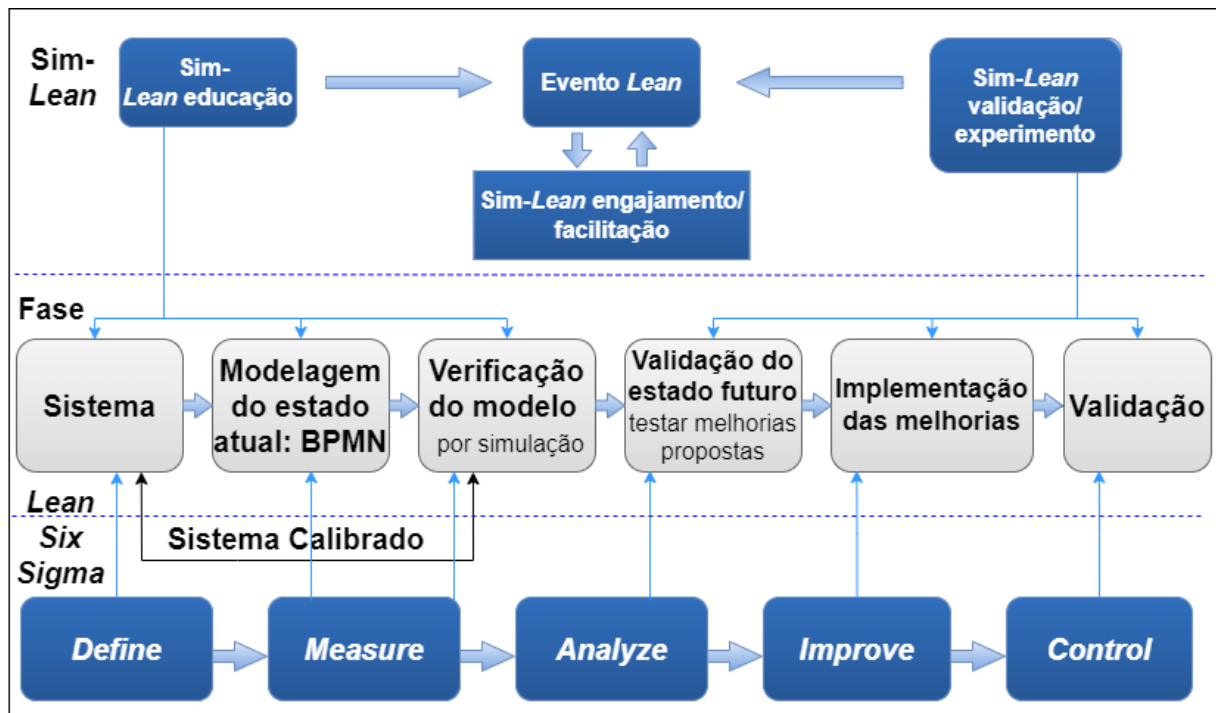 Sim-
Lean
Sim-
Lean educação
Evento Lean
Sim-Lean
validação/
experimento
Sim-Lean engajamento/
facilitação
Fase
Sistema
Modelagem
do estado
atual: BPMN
Verificação
do modelo
por simulação
Validação do
estado futuro
testar melhorias
propostas
Implementação
das melhorias
Validação
Lean
Six
Sigma
Sistema Calibrado
Define
Measure
Analyze
Improve
Control